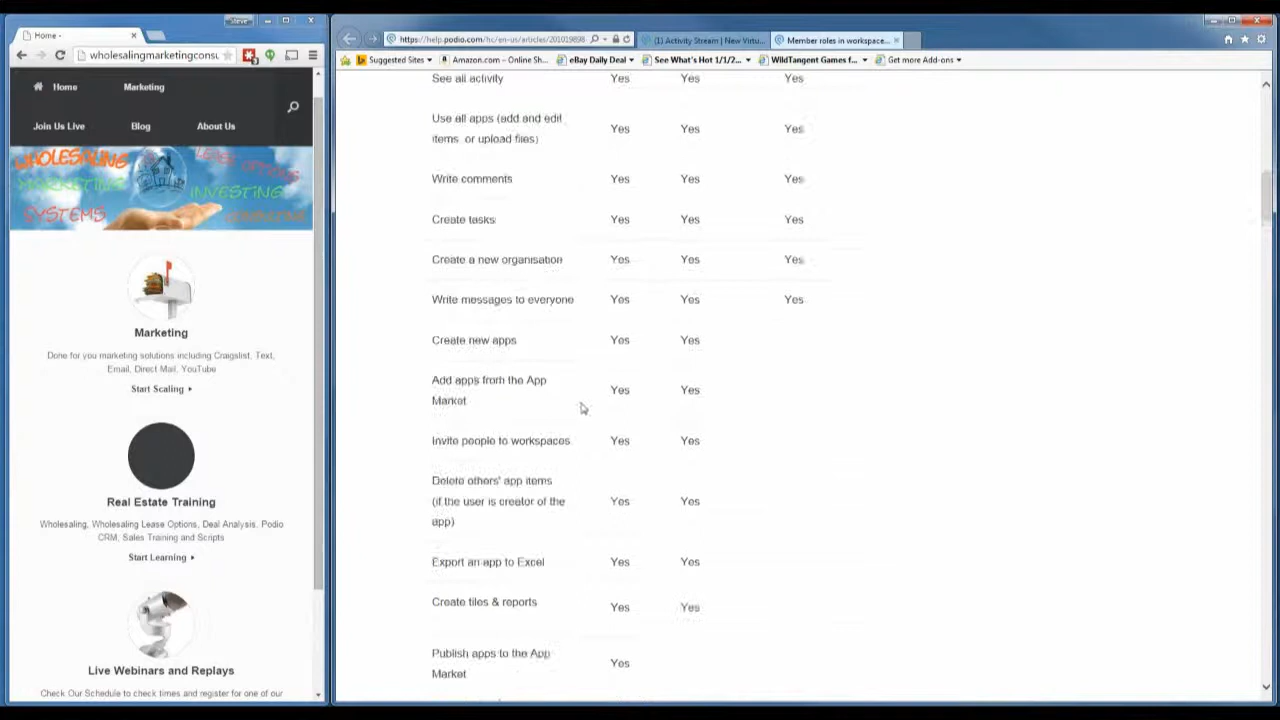 Steve
Home -
wholesalingmarketingconsu
Home
Marketing
Join Us Live
Blog
About Us
WHOLESALING
LEASE OPTIONS
MARKETING
INVESTING
SYSTEMS
Marketing
Done for you marketing solutions including Craigslist, Text,
Email, Direct Mail, YouTube
Start Scaling
Real Estate Training
Wholesaling, Wholesaling Lease Options, Deal Analysis, Podio
CRM, Sales Training and Scripts
Start Learning
Live Webinars and Replays
Check Our Schedule to check times and register for one of our
https://help.podio.com/hc/en-us/articles/201019898
(1) Activity Stream | New Virtu...
Member roles in workspace...
Suggested Sites
Amazon.com – Online Sh...
eBay Daily Deal
See What's Hot 1/1/2...
WildTangent Games f...
Get more Add-ons
See all activity Yes Yes Yes
Use all apps (add and edit
items or upload files) Yes Yes Yes
Write comments Yes Yes Yes
Create tasks Yes Yes Yes
Create a new organisation Yes Yes Yes
Write messages to everyone Yes Yes Yes
Create new apps Yes Yes
Add apps from the App
Market Yes Yes
Invite people to workspaces Yes Yes
Delete others' app items
(if the user is creator of the
app) Yes Yes
Export an app to Excel Yes Yes
Create tiles & reports Yes Yes
Publish apps to the App
Market Yes